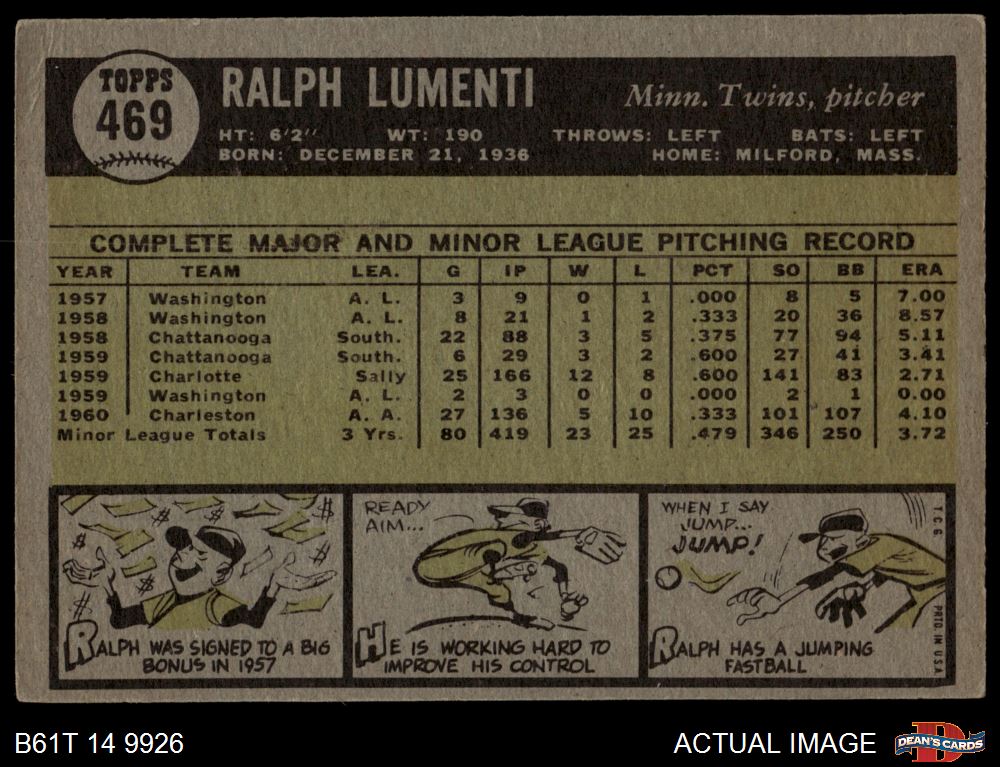 TOPPS
469
RALPH LUMENTI
Minn. Twins, pitcher
HT: 6'2" WT: 190 THROWS: LEFT BATS: LEFT
BORN: DECEMBER 21, 1936 HOME: MILFORD, MASS.
COMPLETE MAJOR AND MINOR LEAGUE PITCHING RECORD
YEAR TEAM LEA. G IP W L PCT SO BB ERA
1957 Washington A. L. 3 9 0 1 .000 8 5 7.00
1958 Washington A. L. 8 21 1 2 .333 20 36 8.57
1958 Chattanooga South. 22 88 3 5 .375 77 94 5.11
1959 Chattanooga South. 6 29 3 2 .600 27 41 3.41
1959 Charlotte Sally 25 166 12 8 .600 141 83 2.71
1959 Washington A. L. 2 3 0 0 .000 2 1 0.00
1960 Charleston A. A. 27 136 5 10 .333 101 107 4.10
Minor League Totals 3 Yrs. 80 419 23 25 .479 346 250 3.72
RALPH WAS SIGNED TO A BIG
BONUS IN 1957
READY
AIM...
HE IS WORKING HARD TO
IMPROVE HIS CONTROL
WHEN I SAY
JUMP...
JUMP!
RALPH HAS A JUMPING
FASTBALL
T. C. G.
PRTD. IN U.S.A.
B61T 14 9926
ACTUAL IMAGE
D
DEAN'S CARDS